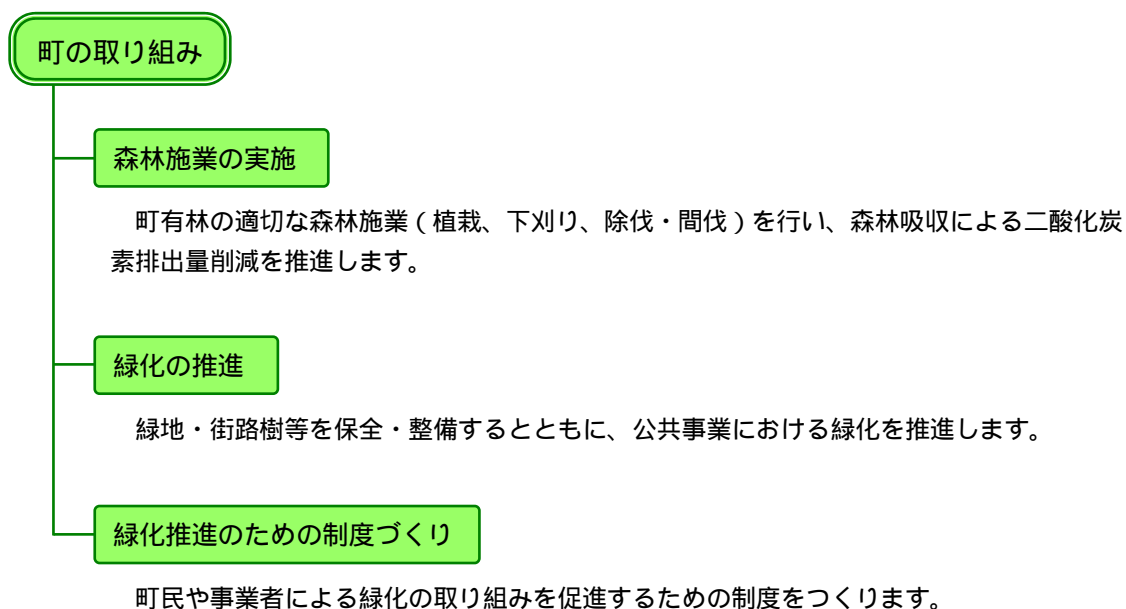 町の取り組み
森林施業の実施
町有林の適切な森林施業（植栽、下刈り、除伐・間伐）を行い、森林吸収による二酸化炭
素排出量削減を推進します。
緑化の推進
緑地・街路樹等を保全・整備するとともに、公共事業における緑化を推進します。
緑化推進のための制度づくり
町民や事業者による緑化の取り組みを促進するための制度をつくります。